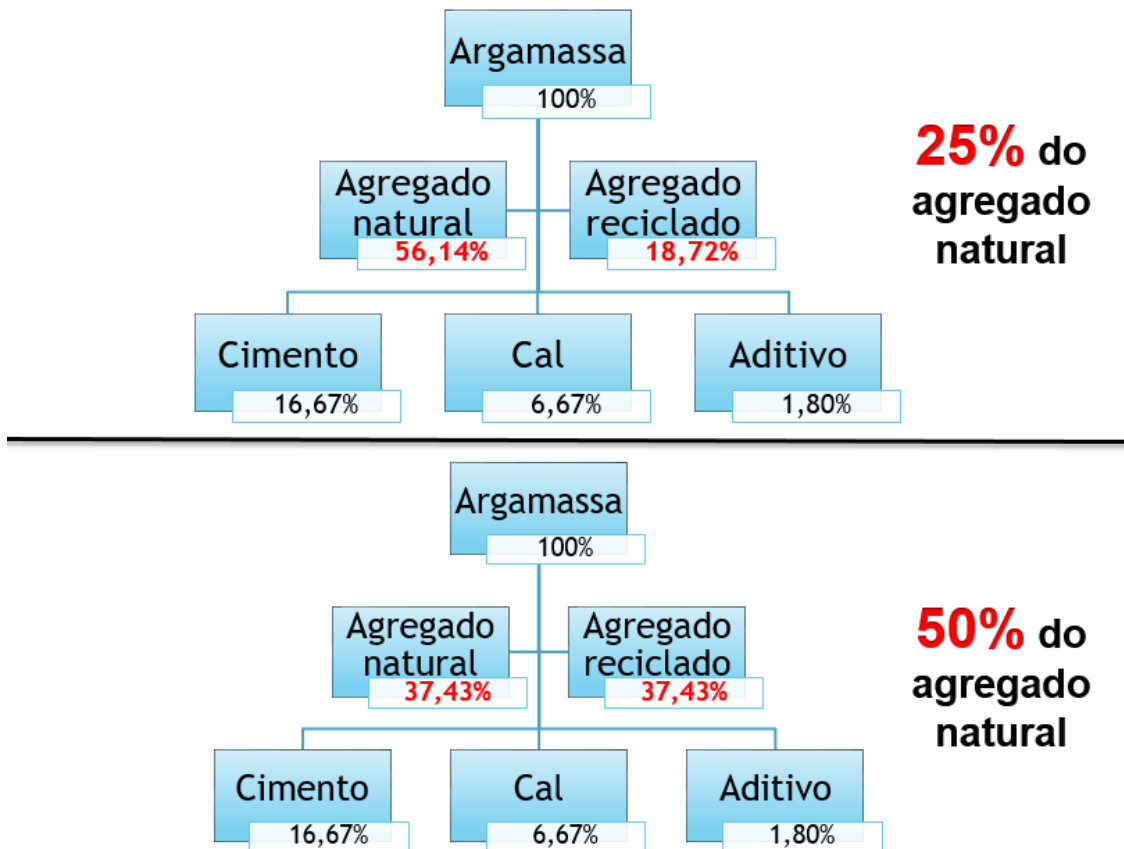 Argamassa
100%
Agregado
natural
56,14%
Agregado
reciclado
18,72%
Cimento
16,67%
Cal
6,67%
Aditivo
1,80%
25% do
agregado
natural
Argamassa
100%
Agregado
natural
37,43%
Agregado
reciclado
37,43%
Cimento
16,67%
Cal
6,67%
Aditivo
1,80%
50% do
agregado
natural